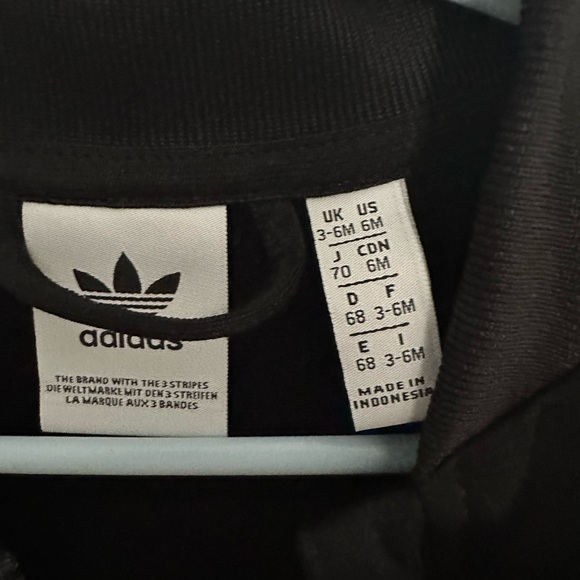 adidas
THE BRAND WITH THE 3 STRIPES
DIE WELTMARKE MIT DEN 3 STREIFEN
LA MARQUE AUX 3 BANDES
UK US
3-6M 6M
J CDN
70 6M
D F
68 3-6M
E I
68 3-6M
MADE IN
INDONESIA